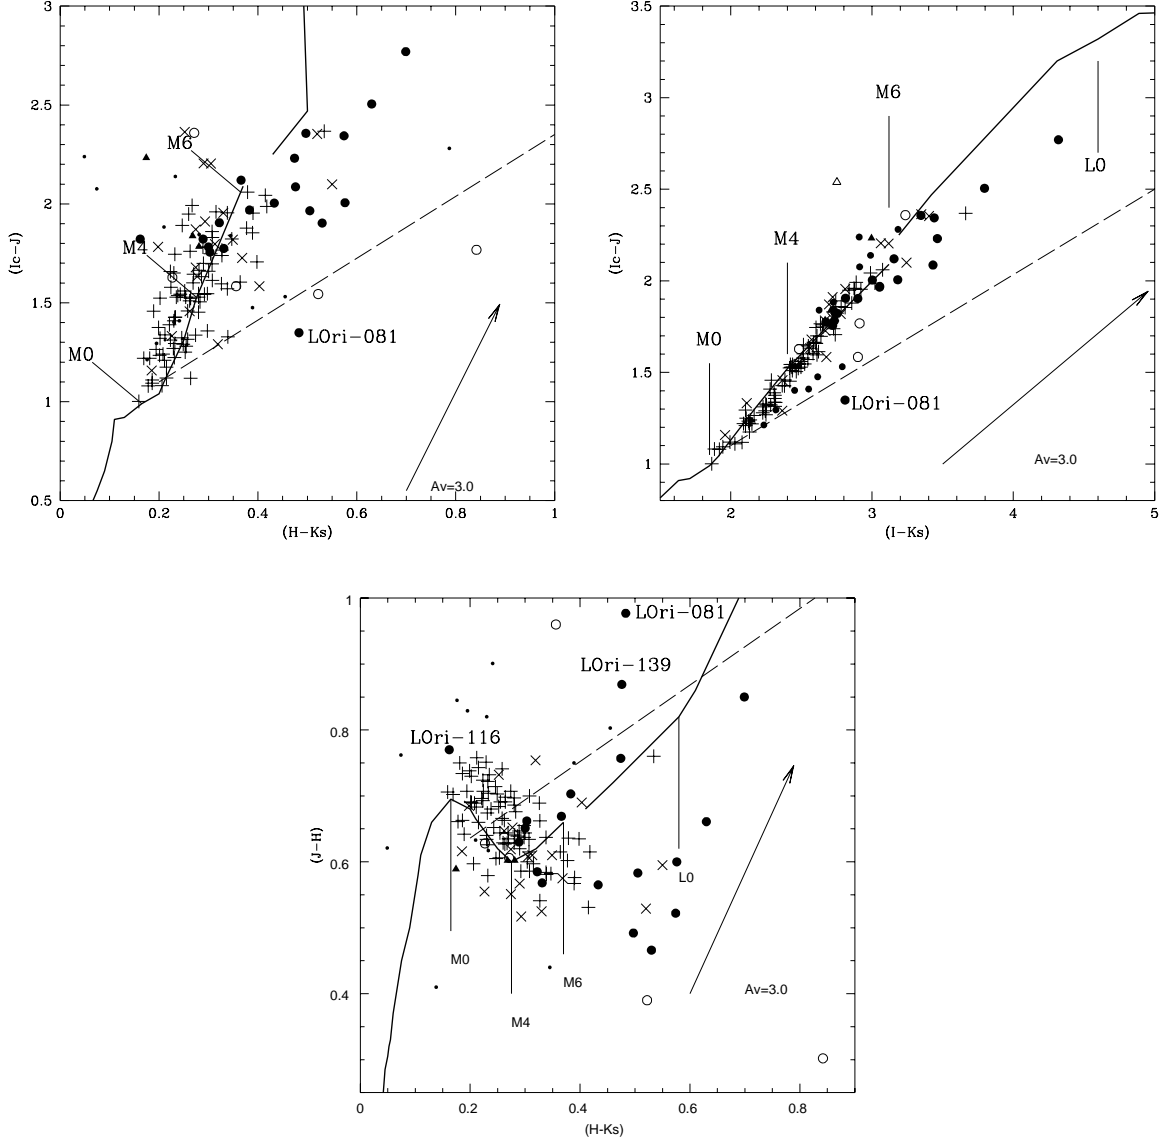 3
2.5
2
1.5
1
0.5
(Ic-J)
M6
M4
M0
LOri-081
Av=3.0
0
0.2
0.4
0.6
0.8
1
(H-Ks)
3.5
3
2.5
2
1.5
1
(Ic-J)
M6
L0
M4
M0
LOri-081
Av=3.0
2
3
4
5
(I-Ks)
1
0.8
0.6
0.4
(J-H)
LOri-081
LOri-139
LOri-116
L0
M0
M6
M4
Av=3.0
0
0.2
0.4
0.6
0.8
(H-Ks)